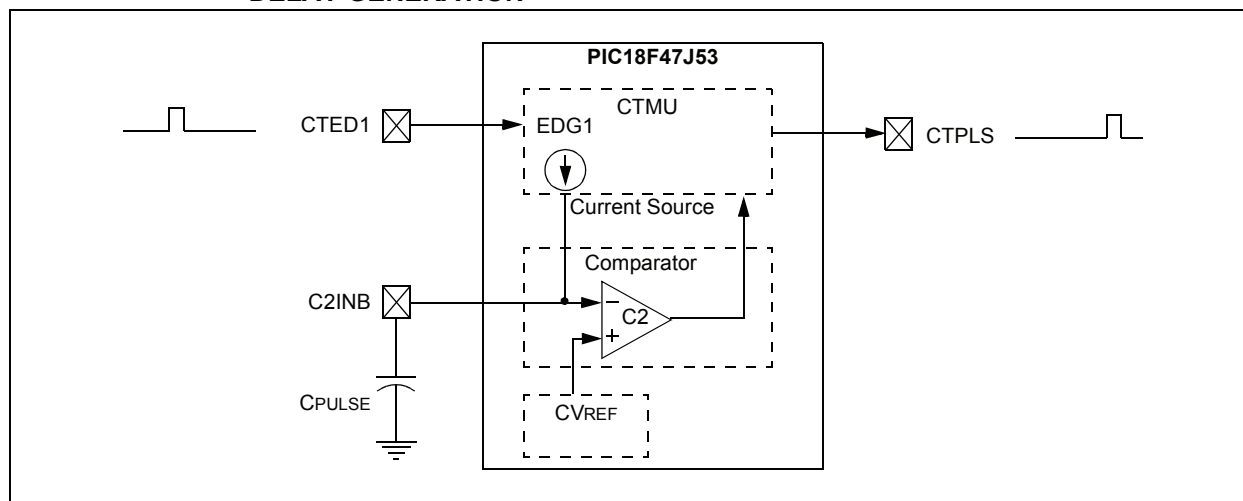 PIC18F47J53
CTMU
CTED1
EDG1
CTPLS
Current Source
Comparator
C2INB
−
C2
+
CPULSE
CVREF